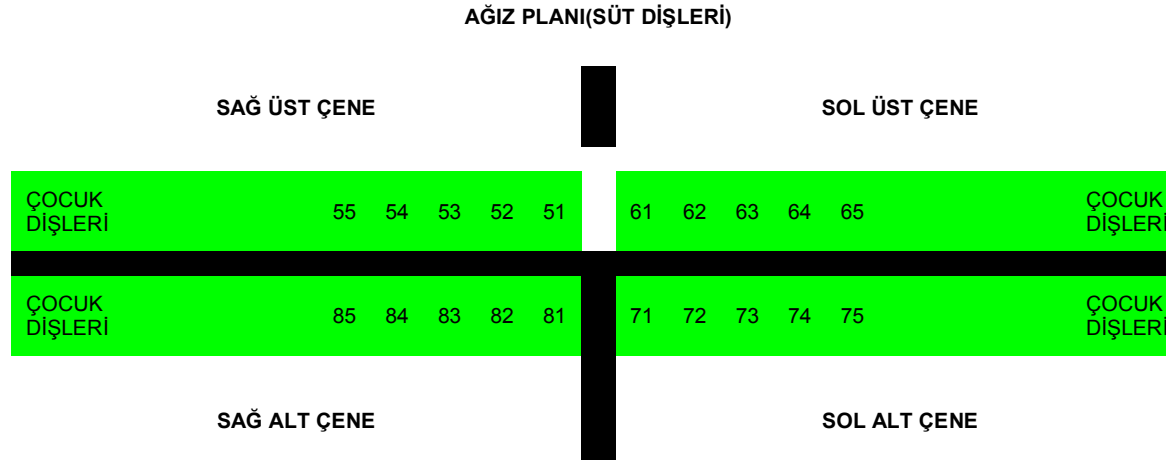 AĞIZ PLANI(SÜT DİŞLERİ)
SAĞ ÜST ÇENE SOL ÜST ÇENE
ÇOCUK DİŞLERİ 55 54 53 52 51 61 62 63 64 65 ÇOCUK DİŞLERİ
ÇOCUK DİŞLERİ 85 84 83 82 81 71 72 73 74 75 ÇOCUK DİŞLERİ
SAĞ ALT ÇENE SOL ALT ÇENE